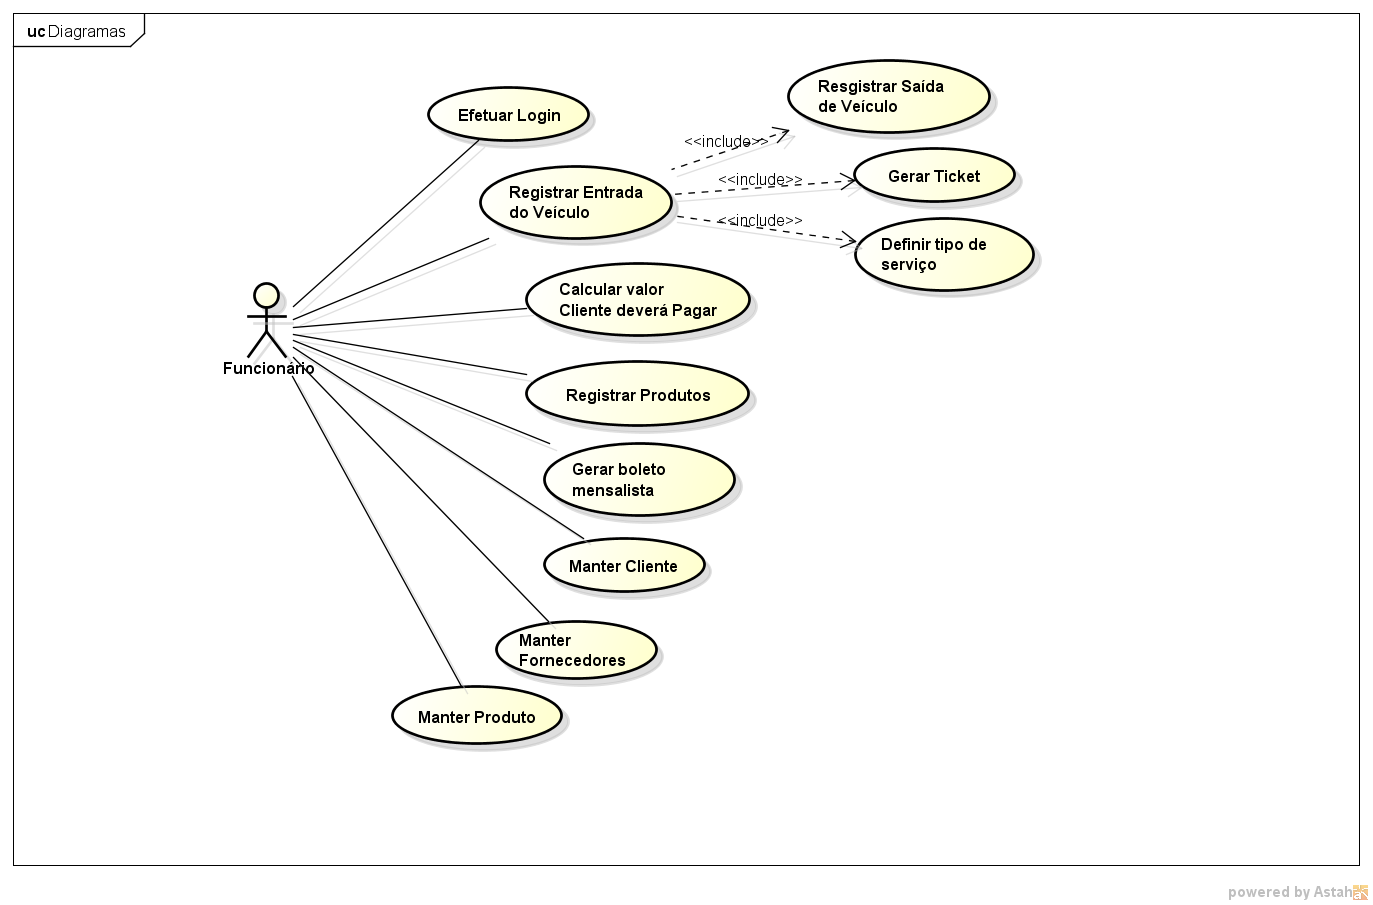 uc Diagramas
Efetuar Login
Resgistrar Saída
de Veículo
<<include>>
Registrar Entrada
do Veículo
<<include>>
Gerar Ticket
<<include>>
Definir tipo de
serviço
Calcular valor
Cliente deverá Pagar
Funcionário
Registrar Produtos
Gerar boleto
mensalista
Manter Cliente
Manter
Fornecedores
Manter Produto
powered by Astah